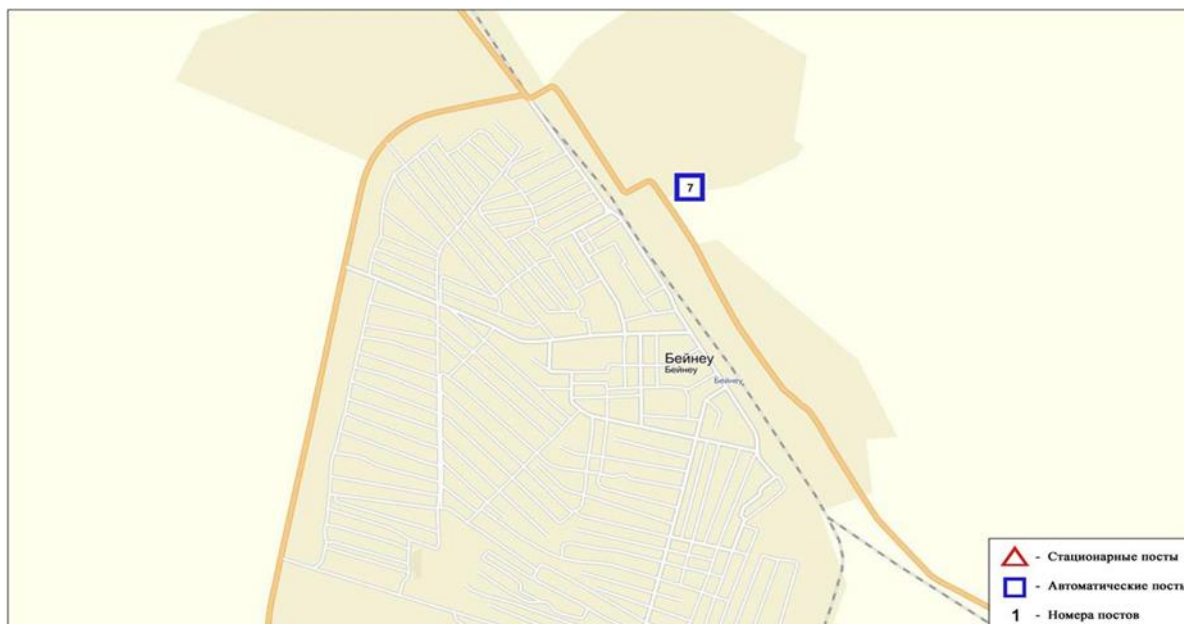 7
Бейнеу
Бейнеу
Бейнеу
- Стационарные посты
- Автоматические посты
1 - Номера постов